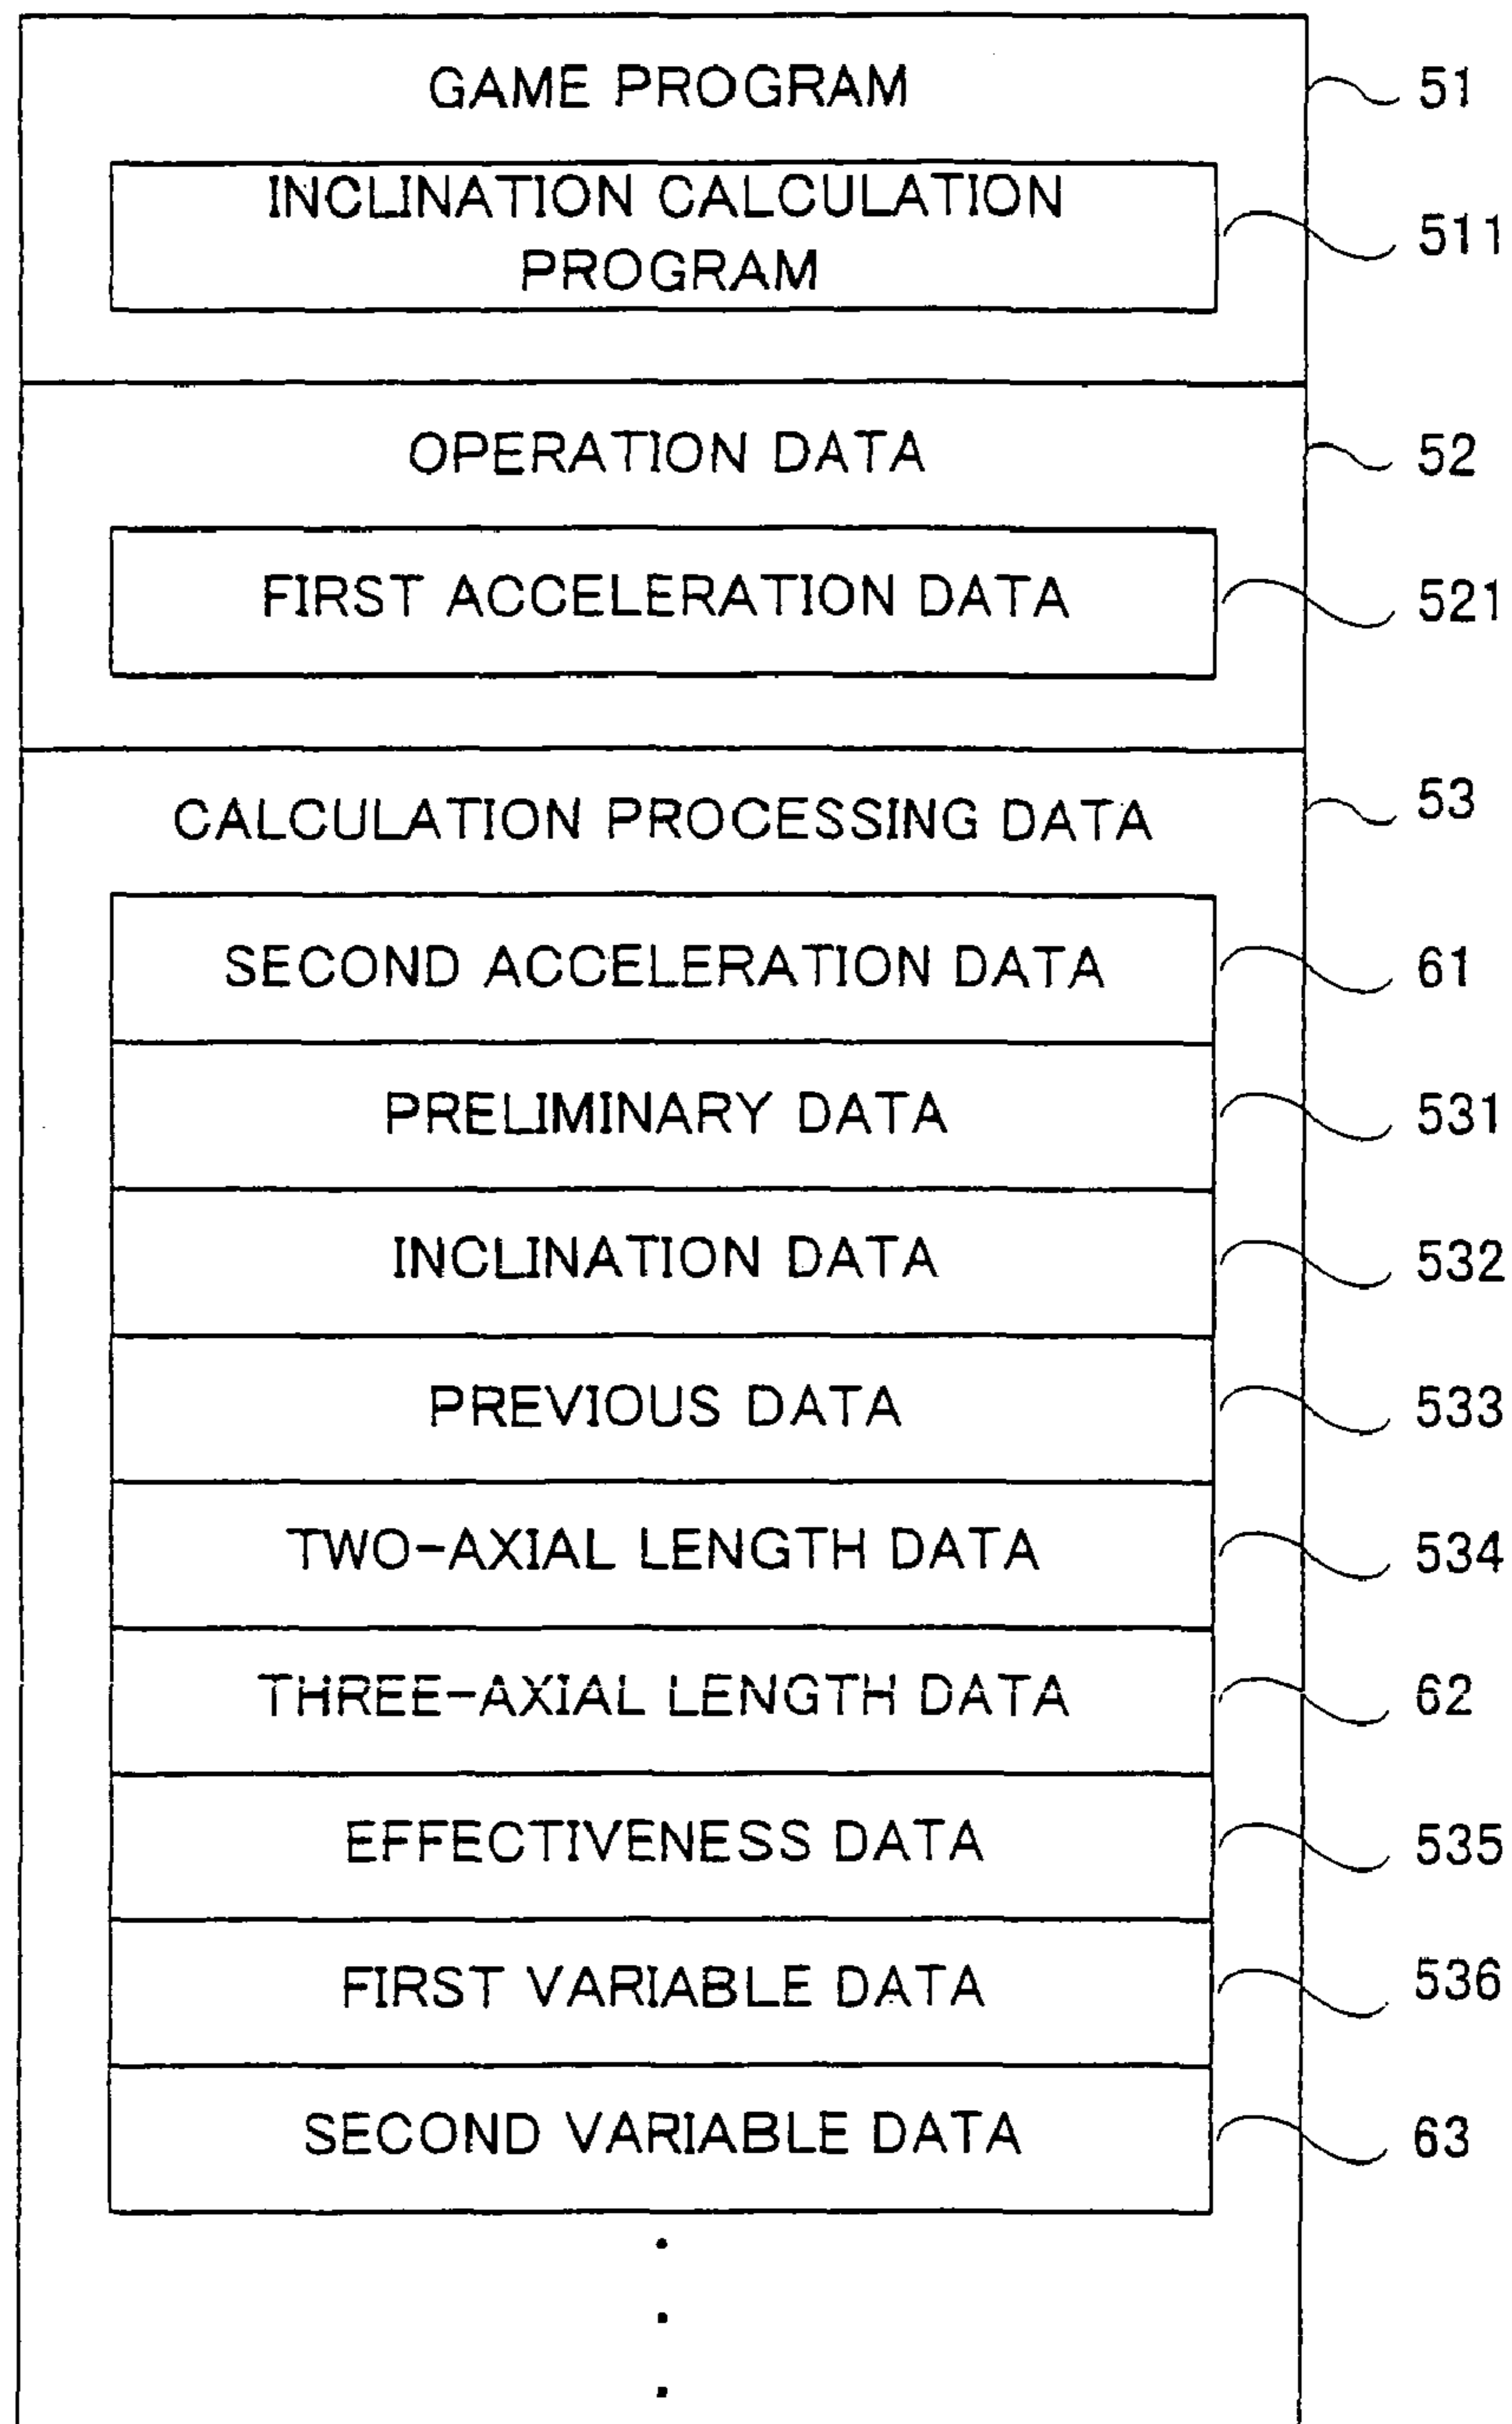 GAME PROGRAM 51
INCLINATION CALCULATION
PROGRAM 511
OPERATION DATA 52
FIRST ACCELERATION DATA 521
CALCULATION PROCESSING DATA 53
SECOND ACCELERATION DATA 61
PRELIMINARY DATA 531
INCLINATION DATA 532
PREVIOUS DATA 533
TWO-AXIAL LENGTH DATA 534
THREE-AXIAL LENGTH DATA 62
EFFECTIVENESS DATA 535
FIRST VARIABLE DATA 536
SECOND VARIABLE DATA 63